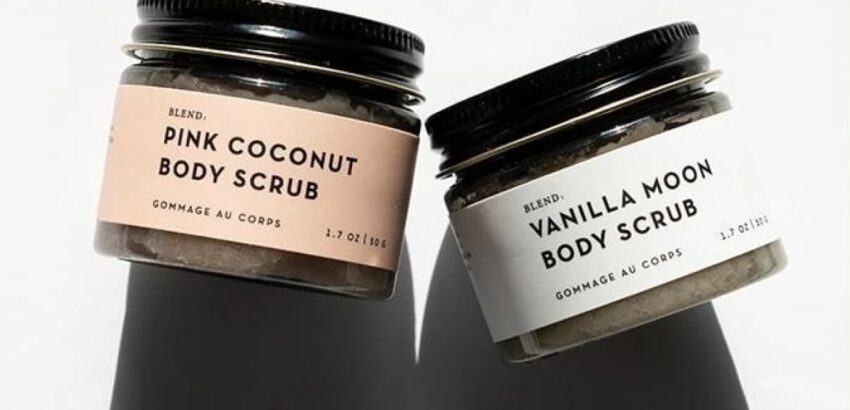 BLEND:
PINK COCONUT
BODY SCRUB
GOMMAGE AU CORPS
1.7 OZ | 50 G
BLEND:
VANILLA MOON
BODY SCRUB
GOMMAGE AU CORPS
1.7 OZ | 50 G